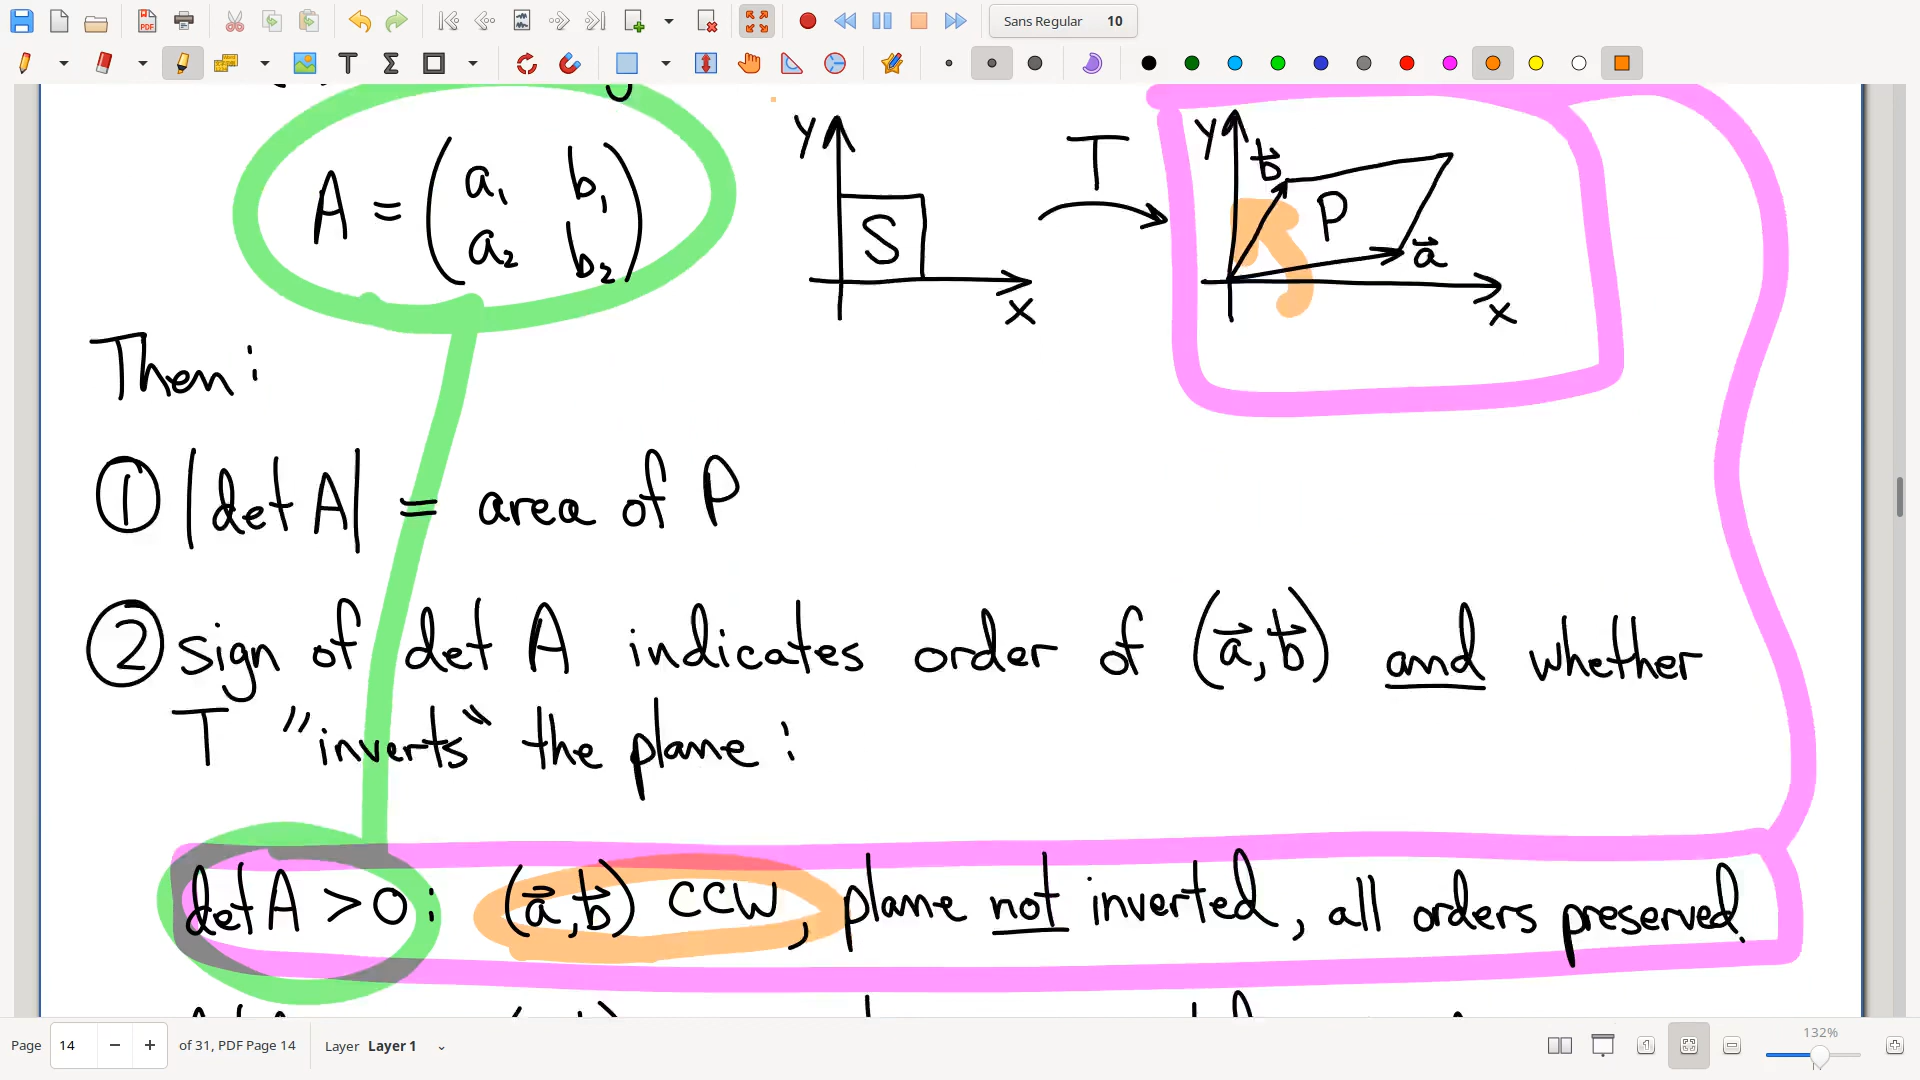 Sans Regular 10
A = (a₁ b₁
a₂ b₂)
y
S
x
T
y
b⃗
P
a⃗
x
Then:
① |det A| = area of P
② sign of det A indicates order of (a⃗,b⃗) and whether
T "inverts" the plane:
det A > 0: (a⃗,b⃗) CCW, plane not inverted, all orders preserved.
Page 14 of 31, PDF Page 14 Layer Layer 1 132%